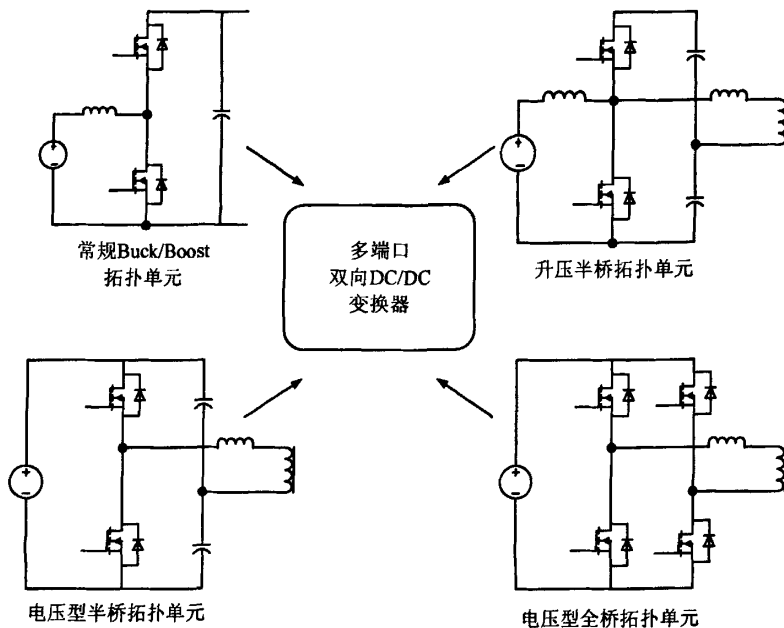 常规Buck/Boost
拓扑单元
升压半桥拓扑单元
多端口
双向DC/DC
变换器
电压型半桥拓扑单元
电压型全桥拓扑单元